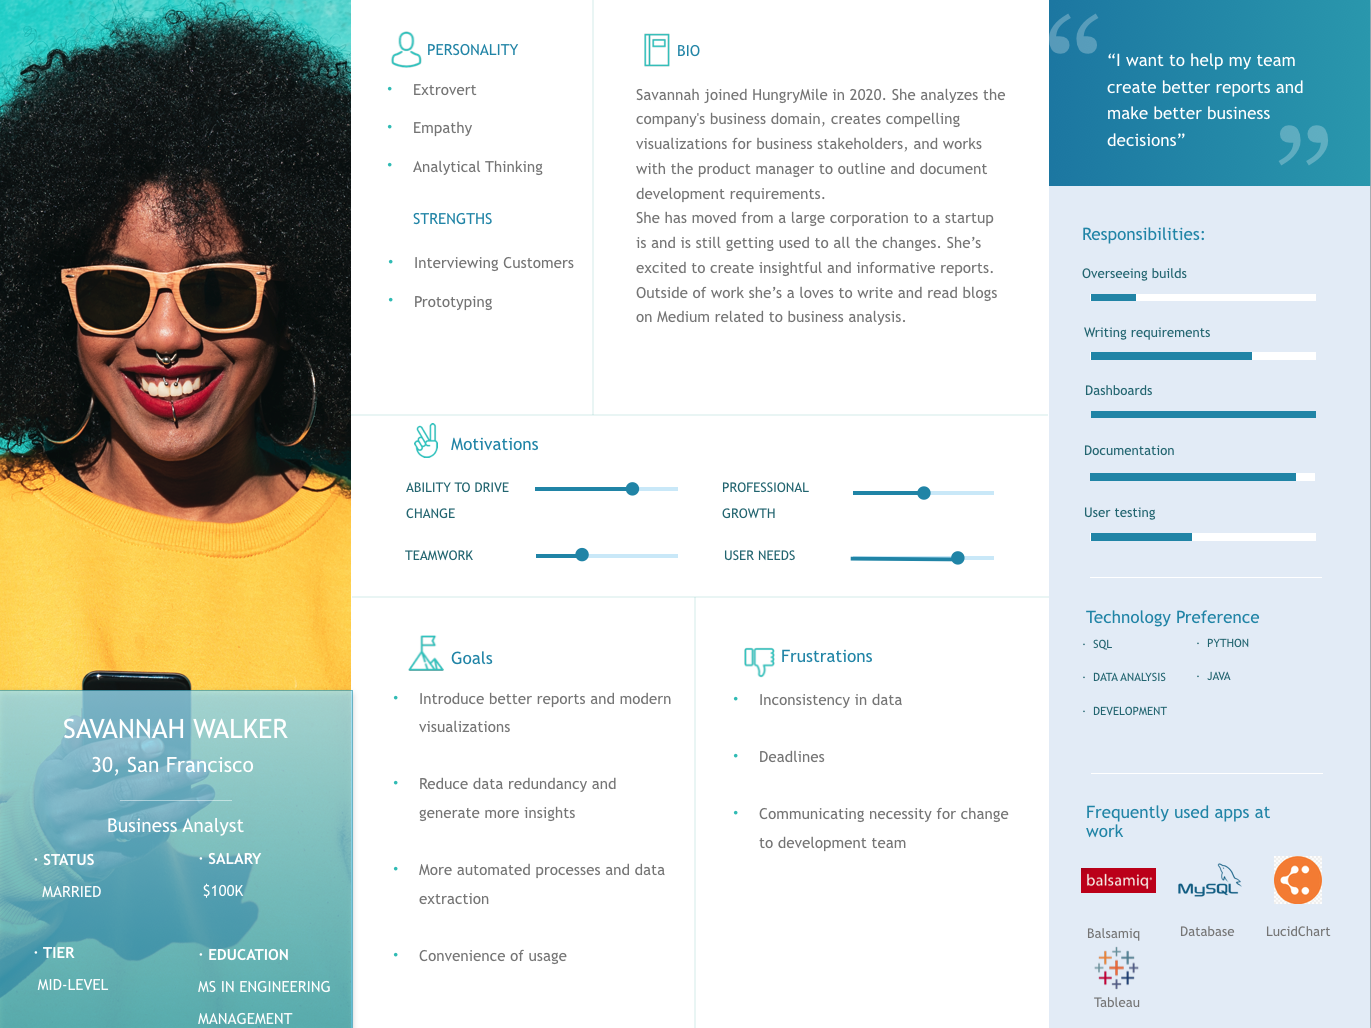 SAVANNAH WALKER
30, San Francisco
Business Analyst
· STATUS
MARRIED
· SALARY
$100K
· TIER
MID-LEVEL
· EDUCATION
MS IN ENGINEERING
MANAGEMENT
PERSONALITY
• Extrovert
• Empathy
• Analytical Thinking
STRENGTHS
• Interviewing Customers
• Prototyping
BIO
Savannah joined HungryMile in 2020. She analyzes the
company's business domain, creates compelling
visualizations for business stakeholders, and works
with the product manager to outline and document
development requirements.
She has moved from a large corporation to a startup
is and is still getting used to all the changes. She’s
excited to create insightful and informative reports.
Outside of work she’s a loves to write and read blogs
on Medium related to business analysis.
Motivations
ABILITY TO DRIVE
CHANGE
PROFESSIONAL
GROWTH
TEAMWORK
USER NEEDS
Goals
• Introduce better reports and modern
visualizations
• Reduce data redundancy and
generate more insights
• More automated processes and data
extraction
• Convenience of usage
Frustrations
• Inconsistency in data
• Deadlines
• Communicating necessity for change
to development team
“I want to help my team
create better reports and
make better business
decisions”
Responsibilities:
Overseeing builds
Writing requirements
Dashboards
Documentation
User testing
Technology Preference
· SQL
· PYTHON
· DATA ANALYSIS
· JAVA
· DEVELOPMENT
Frequently used apps at
work
balsamiq
MySQL
Balsamiq
Database
LucidChart
Tableau